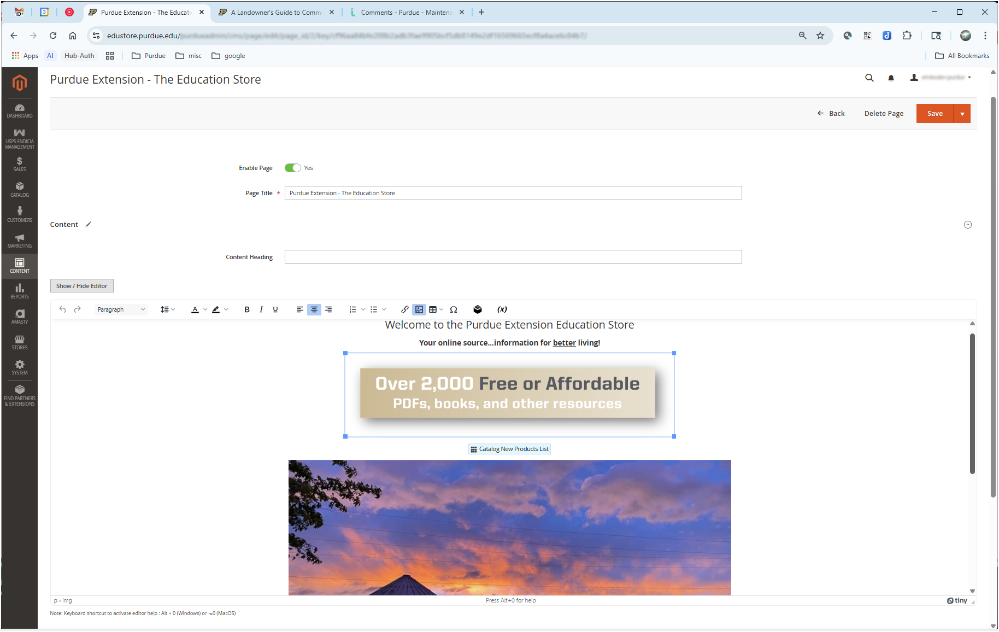 100+
3
Purdue Extension - The Educati
A Landowner's Guide to Comm
Comments - Purdue - Maintena
edustore.purdue.edu/
Apps
AI
Hub-Auth
Purdue
misc
google
All Bookmarks
Purdue Extension - The Education Store
DASHBOARD
USPS ENDICIA
MANAGEMENT
SALES
CATALOG
CUSTOMERS
MARKETING
CONTENT
REPORTS
AMASTY
STORES
SYSTEM
FIND PARTNERS
& EXTENSIONS
Back
Delete Page
Save
Enable Page
Yes
Page Title *
Purdue Extension - The Education Store
Content
Content Heading
Show / Hide Editor
Paragraph
A
B
I
U
Ω
(x)
Welcome to the Purdue Extension Education Store
Your online source...information for better living!
Over 2,000 Free or Affordable
PDFs, books, and other resources
Catalog New Products List
p › img
Press Alt+0 for help
tiny
Note: Keyboard shortcut to activate editor help : Alt + 0 (Windows) or ⌥0 (MacOS)